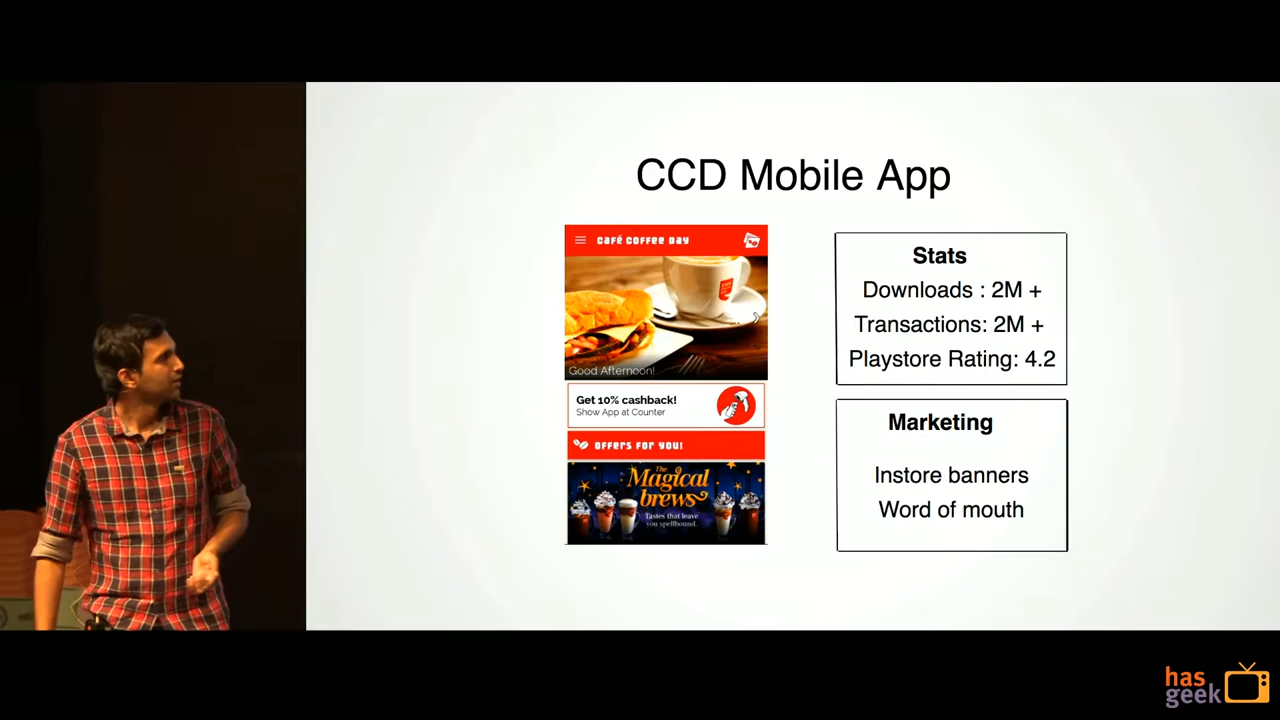 CCD Mobile App
CAFÉ COFFEE DAY
Good Afternoon!
Get 10% cashback!
Show App at Counter
OFFERS FOR YOU!
The
Magical
brews
Tastes that leave
you spellbound.
Stats
Downloads : 2M +
Transactions: 2M +
Playstore Rating: 4.2
Marketing
Instore banners
Word of mouth
has
geek